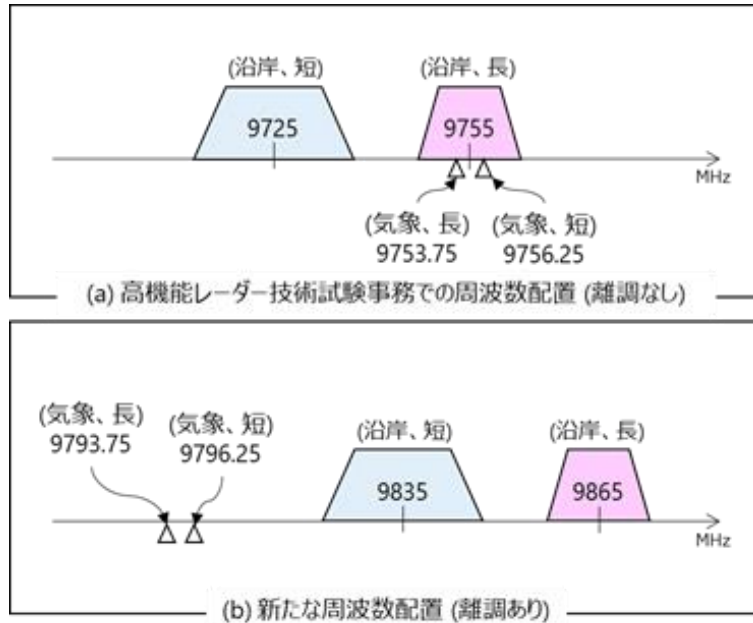 (沿岸、短)
(沿岸、長)
9725
9755
MHz
(気象、長)
9753.75
(気象、短)
9756.25
(a) 高機能レーダー技術試験事務での周波数配置 (離調なし)
(気象、長)
9793.75
(気象、短)
9796.25
(沿岸、短)
(沿岸、長)
9835
9865
MHz
(b) 新たな周波数配置 (離調あり)